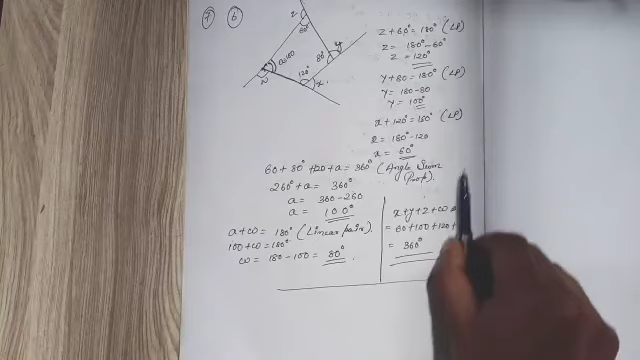 7 6
z
60°
80° y
a=100
w
120°
x
z + 60° = 180° (LP)
z = 180° - 60°
z = 120°
y + 80 = 180° (LP)
y = 180 - 80
y = 100°
x + 120° = 180° (LP)
x = 180° - 120
x = 60°
60 + 80° + 120 + a = 360° (Angle Sum
Prop).
260° + a = 360°
a = 360 - 260
a = 100°
a + w = 180° (Linear pair).
100 + w = 180°
w = 180 - 100 = 80°.
x + y + z + w
= 60 + 100 + 120 +
= 360°